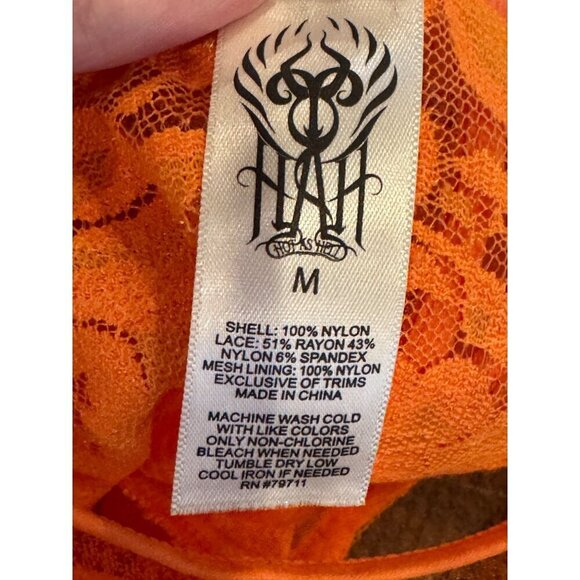 HAH
HOT AS HELL
M
SHELL: 100% NYLON
LACE: 51% RAYON 43%
NYLON 6% SPANDEX
MESH LINING: 100% NYLON
EXCLUSIVE OF TRIMS
MADE IN CHINA
MACHINE WASH COLD
WITH LIKE COLORS
ONLY NON-CHLORINE
BLEACH WHEN NEEDED
TUMBLE DRY LOW
COOL IRON IF NEEDED
RN #79711